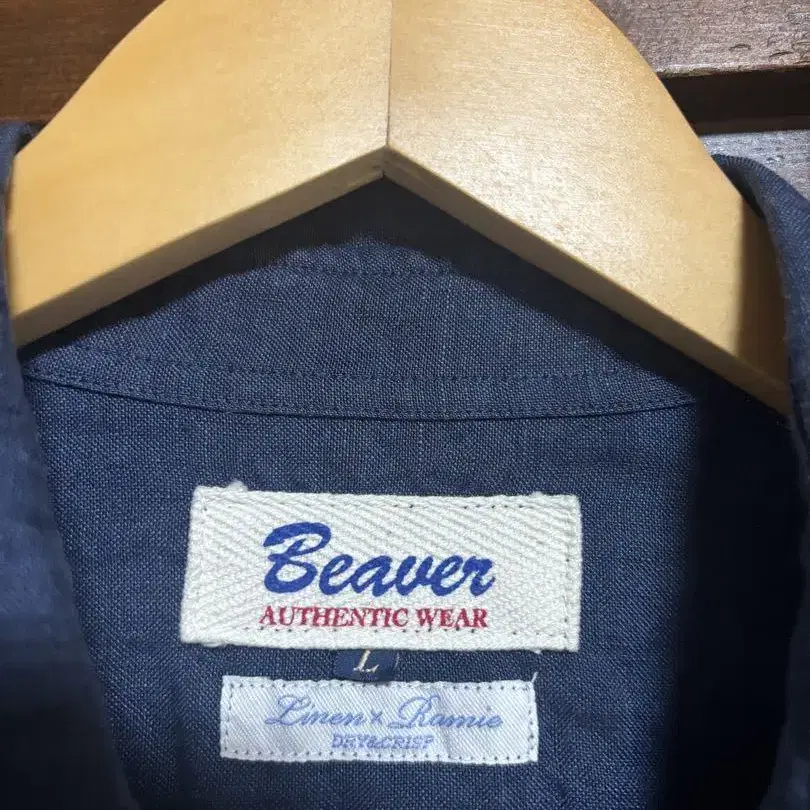 Beaver
AUTHENTIC WEAR
L
Linen × Ramie
DRY&CRISP